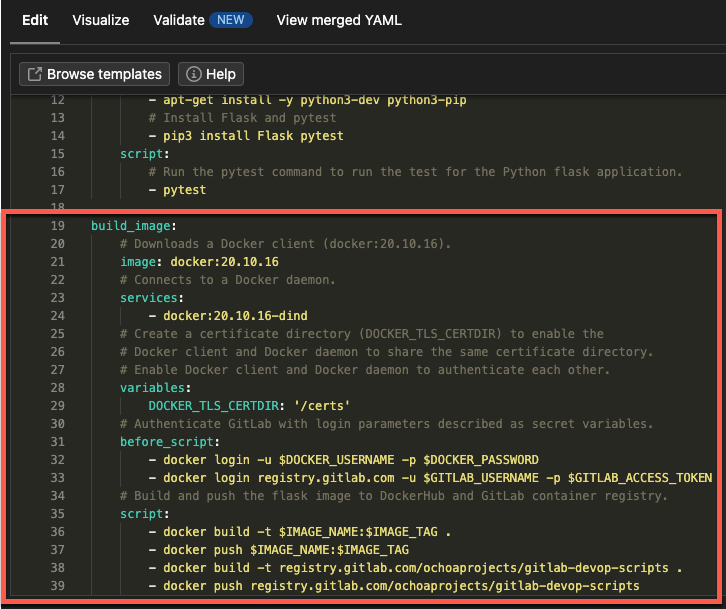 Edit Visualize Validate NEW View merged YAML
Browse templates Help
12 - apt-get install -y python3-dev python3-pip
13 # Install Flask and pytest
14 - pip3 install Flask pytest
15 script:
16 # Run the pytest command to run the test for the Python flask application.
17 - pytest
18
19 build_image:
20 # Downloads a Docker client (docker:20.10.16).
21 image: docker:20.10.16
22 # Connects to a Docker daemon.
23 services:
24 - docker:20.10.16-dind
25 # Create a certificate directory (DOCKER_TLS_CERTDIR) to enable the
26 # Docker client and Docker daemon to share the same certificate directory.
27 # Enable Docker client and Docker daemon to authenticate each other.
28 variables:
29 DOCKER_TLS_CERTDIR: '/certs'
30 # Authenticate GitLab with login parameters described as secret variables.
31 before_script:
32 - docker login -u $DOCKER_USERNAME -p $DOCKER_PASSWORD
33 - docker login registry.gitlab.com -u $GITLAB_USERNAME -p $GITLAB_ACCESS_TOKEN
34 # Build and push the flask image to DockerHub and GitLab container registry.
35 script:
36 - docker build -t $IMAGE_NAME:$IMAGE_TAG .
37 - docker push $IMAGE_NAME:$IMAGE_TAG
38 - docker build -t registry.gitlab.com/ochoaprojects/gitlab-devop-scripts .
39 - docker push registry.gitlab.com/ochoaprojects/gitlab-devop-scripts